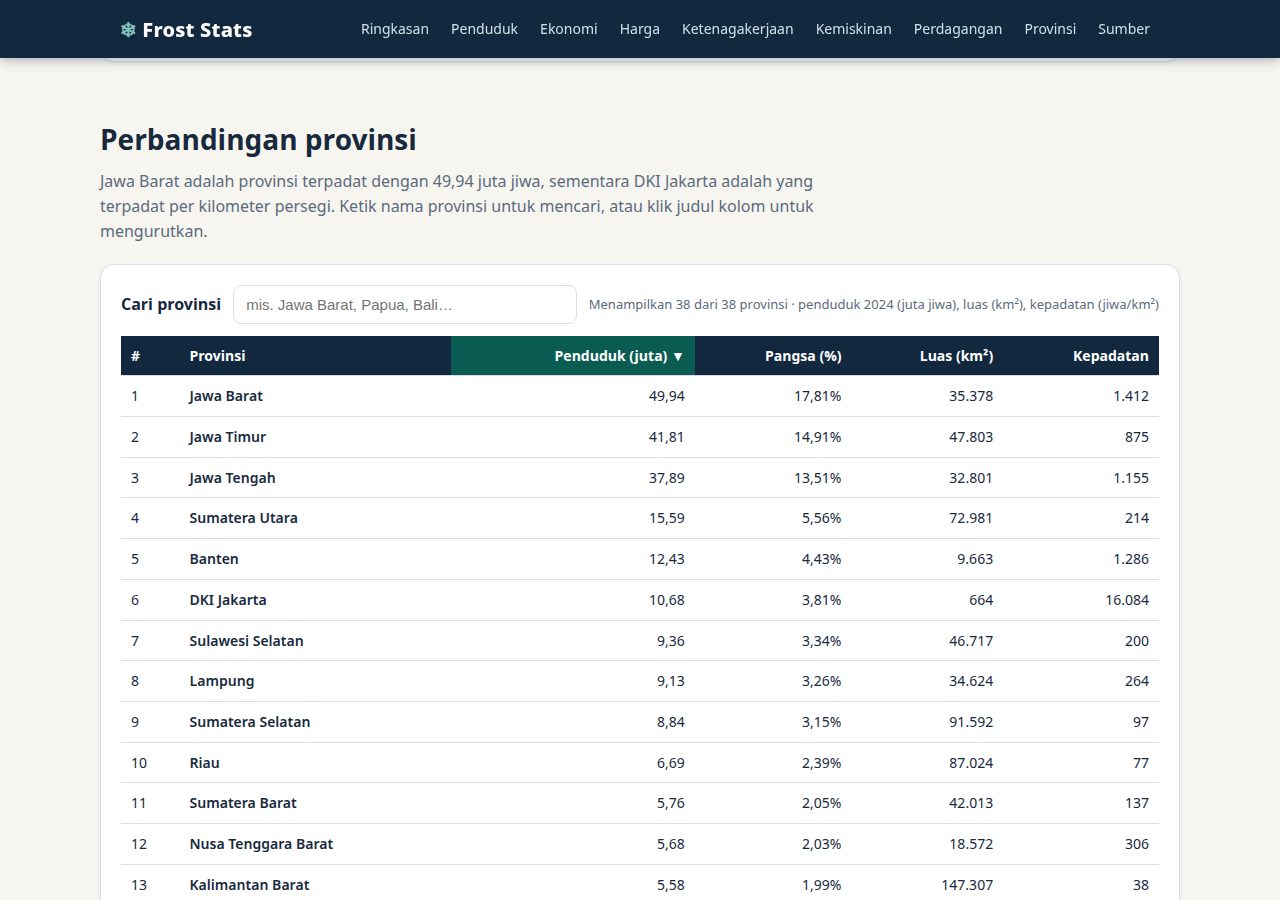 ❄ Frost Stats Ringkasan Penduduk Ekonomi Harga Ketenagakerjaan Kemiskinan Perdagangan Provinsi Sumber
Perbandingan provinsi
Jawa Barat adalah provinsi terpadat dengan 49,94 juta jiwa, sementara DKI Jakarta adalah yang
terpadat per kilometer persegi. Ketik nama provinsi untuk mencari, atau klik judul kolom untuk
mengurutkan.
Cari provinsi mis. Jawa Barat, Papua, Bali… Menampilkan 38 dari 38 provinsi · penduduk 2024 (juta jiwa), luas (km²), kepadatan (jiwa/km²)
# Provinsi Penduduk (juta) ▼ Pangsa (%) Luas (km²) Kepadatan
1 Jawa Barat 49,94 17,81% 35.378 1.412
2 Jawa Timur 41,81 14,91% 47.803 875
3 Jawa Tengah 37,89 13,51% 32.801 1.155
4 Sumatera Utara 15,59 5,56% 72.981 214
5 Banten 12,43 4,43% 9.663 1.286
6 DKI Jakarta 10,68 3,81% 664 16.084
7 Sulawesi Selatan 9,36 3,34% 46.717 200
8 Lampung 9,13 3,26% 34.624 264
9 Sumatera Selatan 8,84 3,15% 91.592 97
10 Riau 6,69 2,39% 87.024 77
11 Sumatera Barat 5,76 2,05% 42.013 137
12 Nusa Tenggara Barat 5,68 2,03% 18.572 306
13 Kalimantan Barat 5,58 1,99% 147.307 38